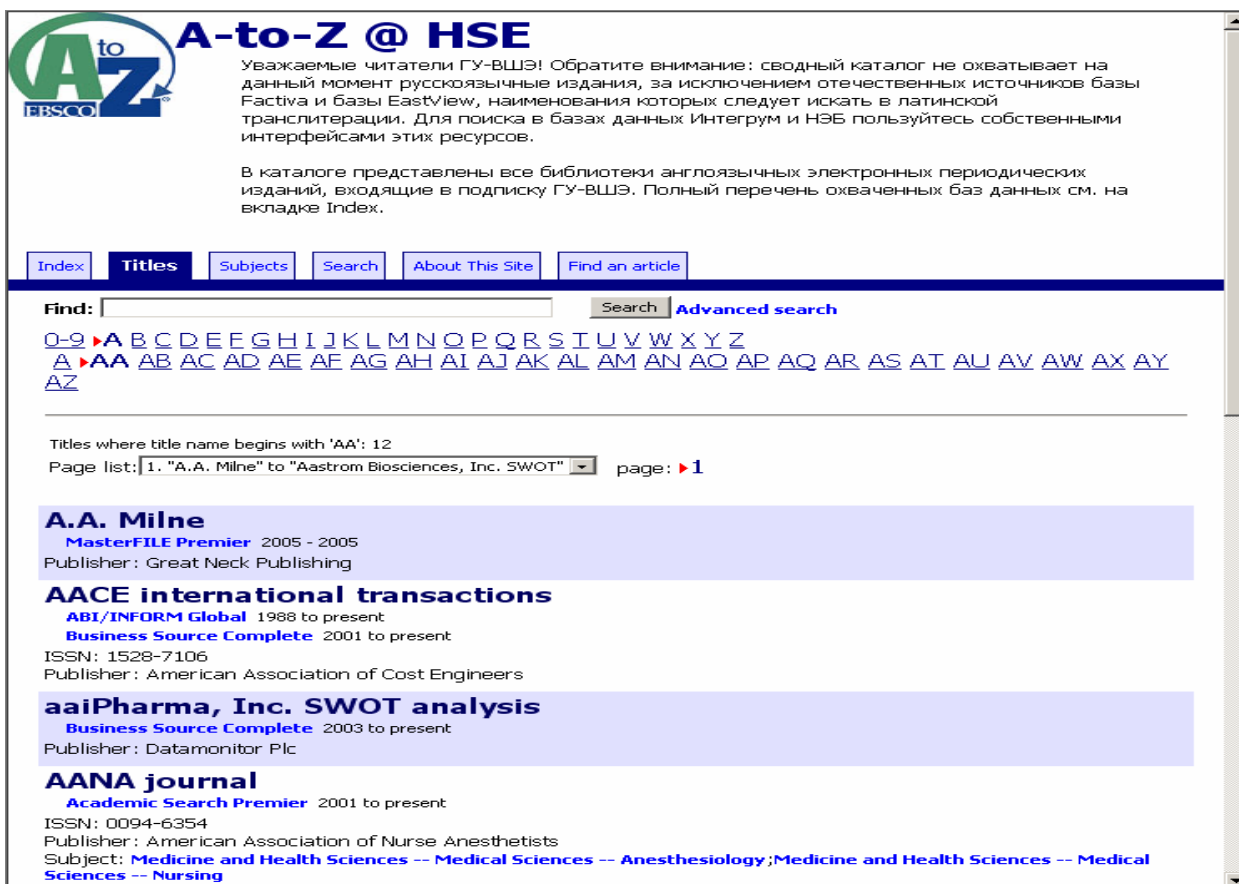 A to Z
EBSCO
A-to-Z @ HSE
Уважаемые читатели ГУ-ВШЭ! Обратите внимание: сводный каталог не охватывает на
данный момент русскоязычные издания, за исключением отечественных источников базы
Factiva и базы EastView, наименования которых следует искать в латинской
транслитерации. Для поиска в базах данных Интегрум и НЭБ пользуйтесь собственными
интерфейсами этих ресурсов.
В каталоге представлены все библиотеки англоязычных электронных периодических
изданий, входящие в подписку ГУ-ВШЭ. Полный перечень охваченных баз данных см. на
вкладке Index.
Index Titles Subjects Search About This Site Find an article
Find: Search Advanced search
0-9 A B C D E F G H I J K L M N O P Q R S T U V W X Y Z
A AA AB AC AD AE AF AG AH AI AJ AK AL AM AN AO AP AQ AR AS AT AU AV AW AX AY
AZ
Titles where title name begins with 'AA': 12
Page list: 1. "A.A. Milne" to "Aastrom Biosciences, Inc. SWOT" page: 1
A.A. Milne
MasterFILE Premier 2005 - 2005
Publisher: Great Neck Publishing
AACE international transactions
ABI/INFORM Global 1988 to present
Business Source Complete 2001 to present
ISSN: 1528-7106
Publisher: American Association of Cost Engineers
aaiPharma, Inc. SWOT analysis
Business Source Complete 2003 to present
Publisher: Datamonitor Plc
AANA journal
Academic Search Premier 2001 to present
ISSN: 0094-6354
Publisher: American Association of Nurse Anesthetists
Subject: Medicine and Health Sciences -- Medical Sciences -- Anesthesiology;Medicine and Health Sciences -- Medical
Sciences -- Nursing